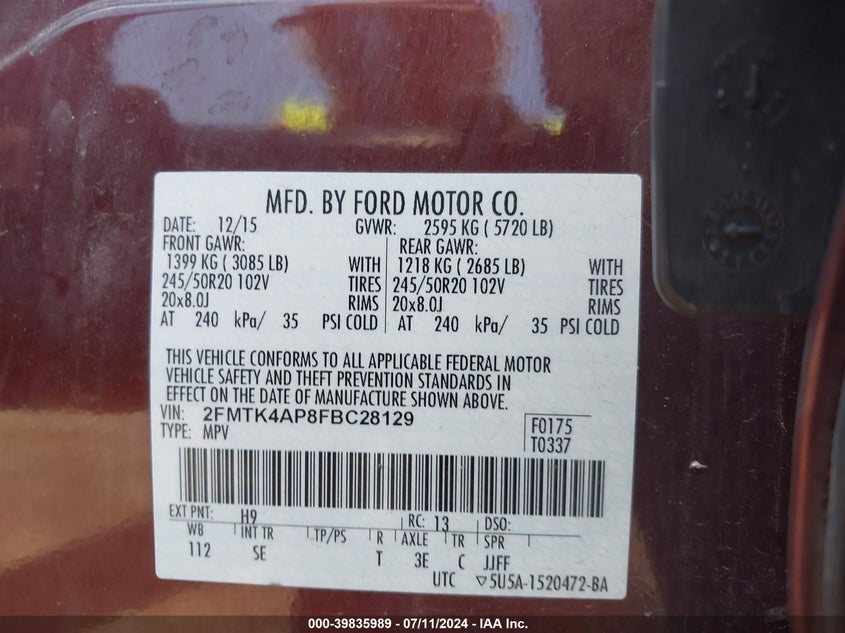 MFD. BY FORD MOTOR CO.
DATE: 12/15 GVWR: 2595 KG ( 5720 LB)
FRONT GAWR: REAR GAWR:
1399 KG ( 3085 LB) WITH 1218 KG ( 2685 LB) WITH
245/50R20 102V TIRES 245/50R20 102V TIRES
20x8.0J RIMS 20x8.0J RIMS
AT 240 kPa/ 35 PSI COLD AT 240 kPa/ 35 PSI COLD
THIS VEHICLE CONFORMS TO ALL APPLICABLE FEDERAL MOTOR
VEHICLE SAFETY AND THEFT PREVENTION STANDARDS IN
EFFECT ON THE DATE OF MANUFACTURE SHOWN ABOVE.
VIN: 2FMTK4AP8FBC28129 F0175
TYPE: MPV T0337
EXT PNT: H9 RC: 13 DSO:
WB INT TR TP/PS R AXLE TR SPR
112 SE T 3E C JJFF
UTC ▽5U5A-1520472-BA
000-39835989 / 07/11/2024 - IAA Inc.